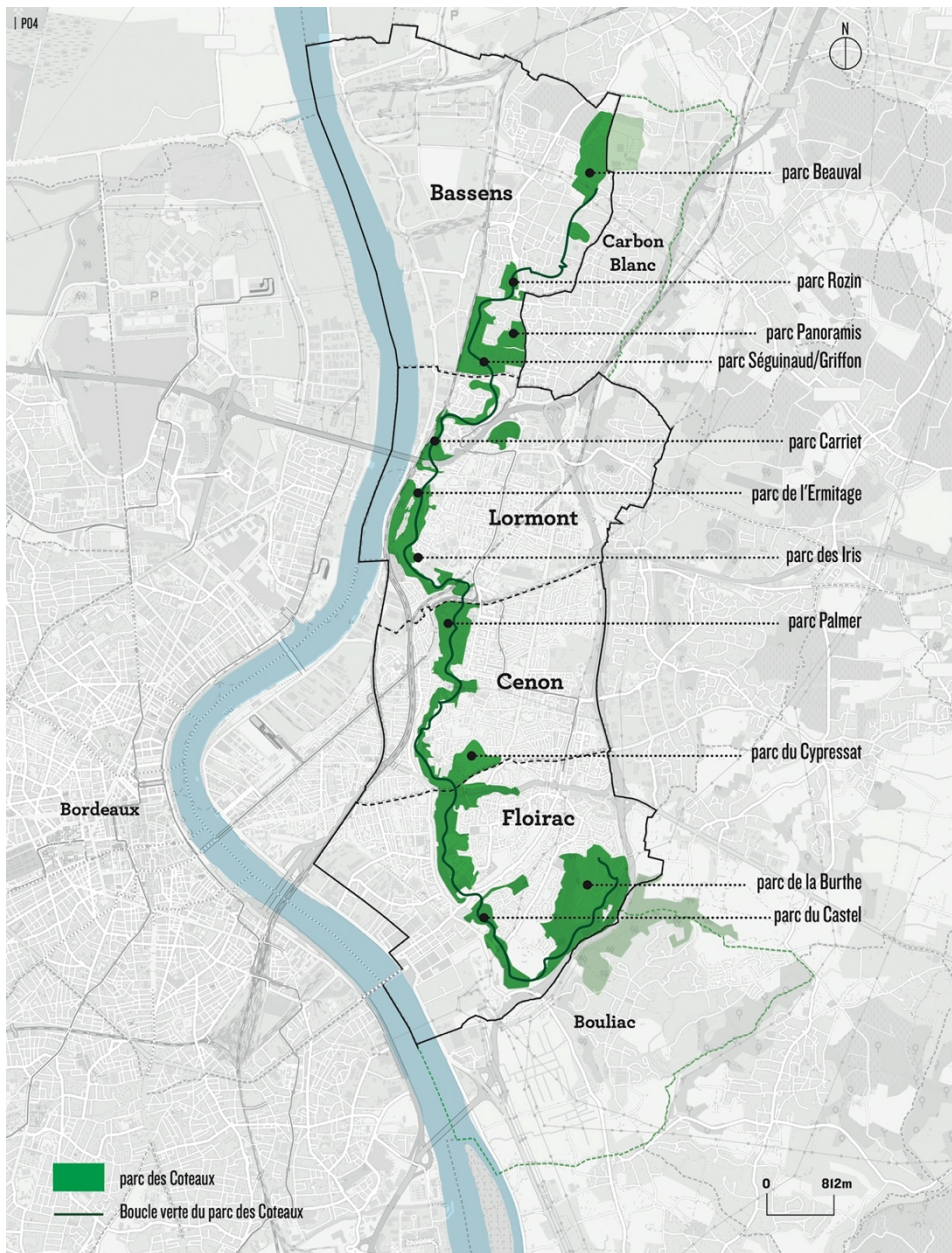 | P04
P
N
parc Beauval
Bassens
Carbon
Blanc
parc Rozin
P
parc Panoramis
parc Séguinaud/Griffon
parc Carriet
parc de l'Ermitage
Lormont
parc des Iris
parc Palmer
Cenon
parc du Cypressat
Bordeaux
Floirac
parc de la Burthe
parc du Castel
Bouliac
parc des Coteaux
Boucle verte du parc des Coteaux
0 812m